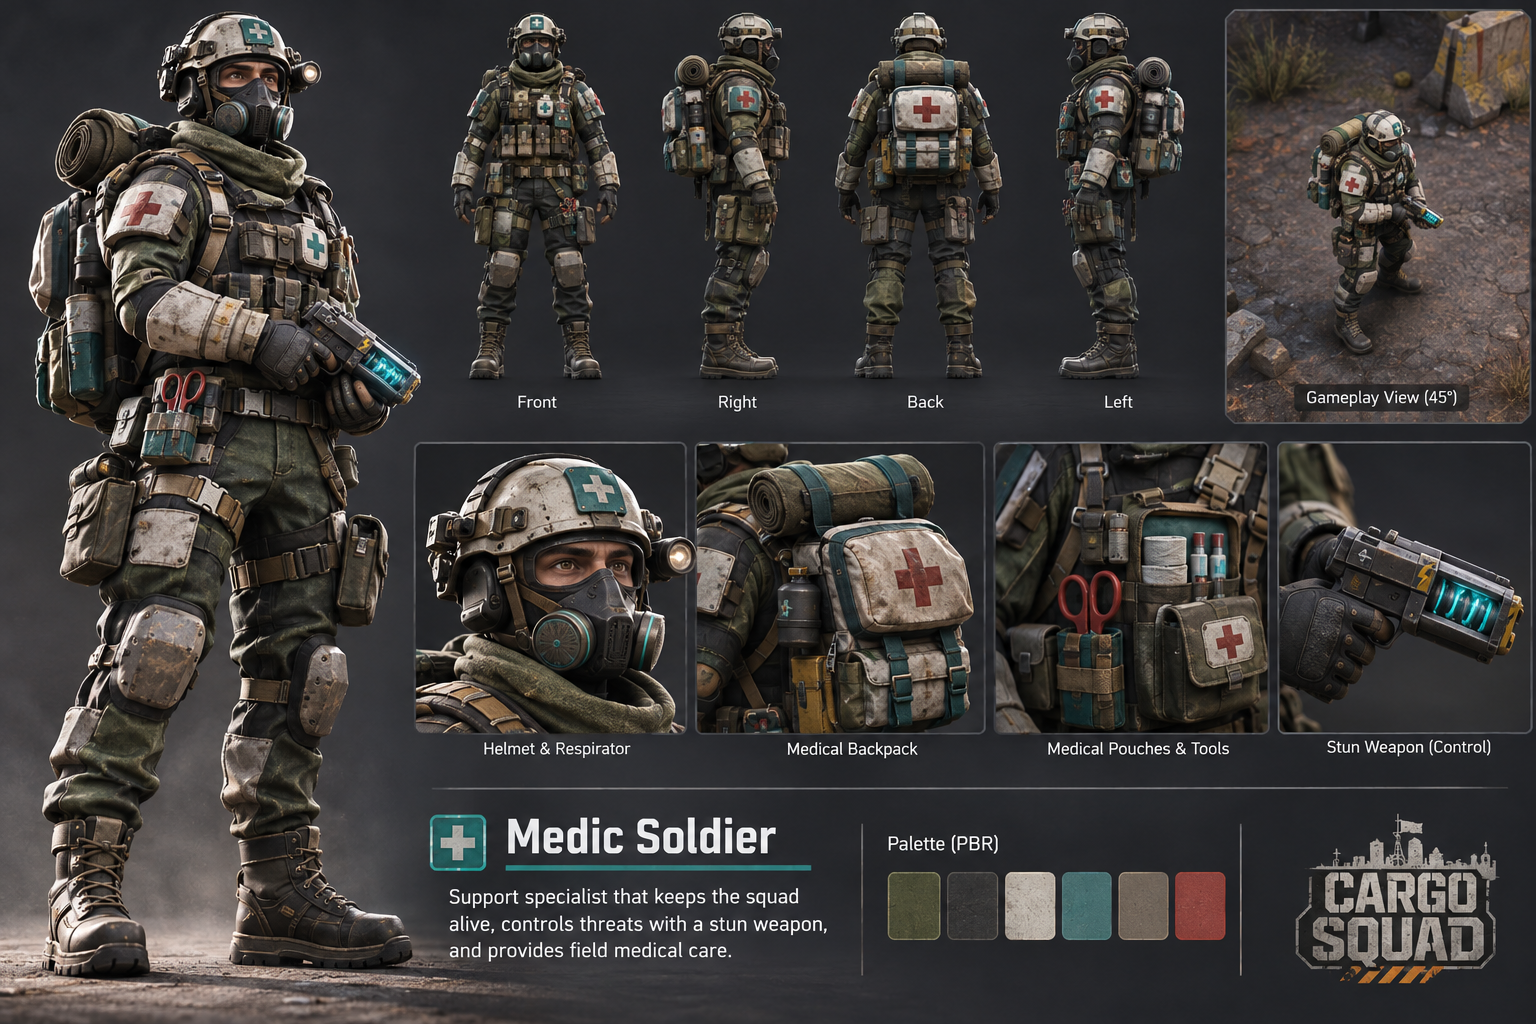 Front
Right
Back
Left
Gameplay View (45°)
Helmet & Respirator
Medical Backpack
Medical Pouches & Tools
Stun Weapon (Control)
Medic Soldier
Support specialist that keeps the squad
alive, controls threats with a stun weapon,
and provides field medical care.
Palette (PBR)
CARGO
SQUAD